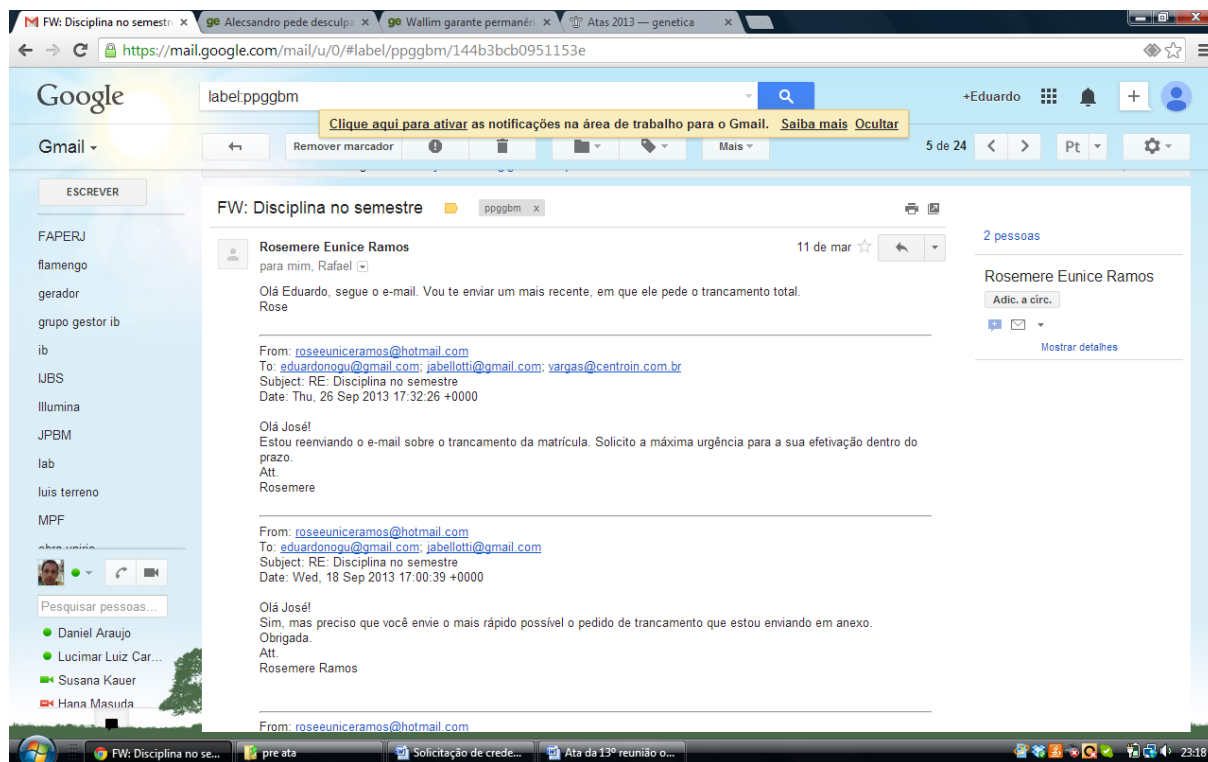 FW: Disciplina no semestr
Alecsandro pede desculpa
Wallim garante permanên
Atas 2013 — genetica
https://mail.google.com/mail/u/0/#label/ppggbm/144b3bcb0951153e
Google
label:ppggbm
+Eduardo
Clique aqui para ativar as notificações na área de trabalho para o Gmail. Saiba mais Ocultar
Gmail
Remover marcador
Mais
5 de 24
Pt
ESCREVER
FAPERJ
flamengo
gerador
grupo gestor ib
ib
IJBS
Illumina
JPBM
lab
luis terreno
MPF
Pesquisar pessoas...
Daniel Araujo
Lucimar Luiz Car...
Susana Kauer
Hana Masuda
FW: Disciplina no semestre
ppggbm x
Rosemere Eunice Ramos
11 de mar
para mim, Rafael
Olá Eduardo, segue o e-mail. Vou te enviar um mais recente, em que ele pede o trancamento total.
Rose
From: roseeuniceramos@hotmail.com
To: eduardonogu@gmail.com; jabellotti@gmail.com; vargas@centroin.com.br
Subject: RE: Disciplina no semestre
Date: Thu, 26 Sep 2013 17:32:26 +0000
Olá José!
Estou reenviando o e-mail sobre o trancamento da matrícula. Solicito a máxima urgência para a sua efetivação dentro do
prazo.
Att.
Rosemere
From: roseeuniceramos@hotmail.com
To: eduardonogu@gmail.com; jabellotti@gmail.com
Subject: RE: Disciplina no semestre
Date: Wed, 18 Sep 2013 17:00:39 +0000
Olá José!
Sim, mas preciso que você envie o mais rápido possível o pedido de trancamento que estou enviando em anexo.
Obrigada.
Att.
Rosemere Ramos
From: roseeuniceramos@hotmail.com
2 pessoas
Rosemere Eunice Ramos
Adic. a circ.
Mostrar detalhes
FW: Disciplina no se...
pre ata
Solicitação de crede...
Ata da 13º reunião o...
23:18